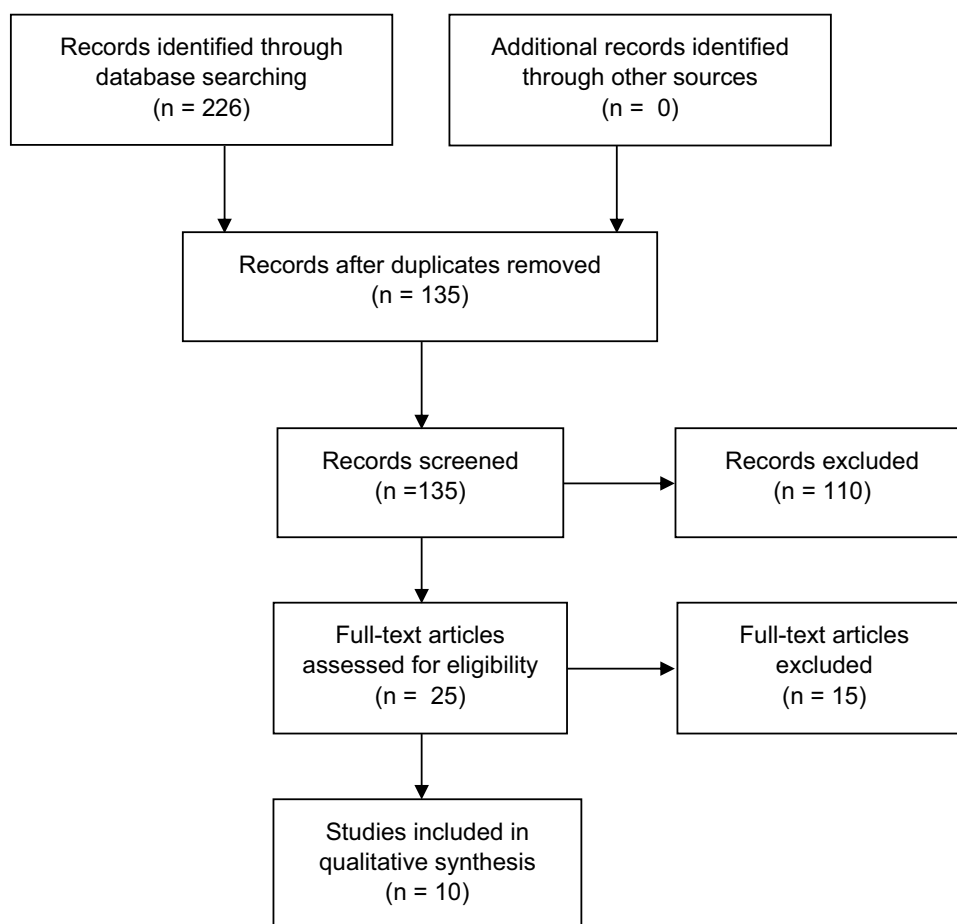 Records identified through
database searching
(n = 226)
Additional records identified
through other sources
(n =  0)
Records after duplicates removed
(n = 135)
Records screened
(n =135)
Records excluded
(n = 110)
Full-text articles
assessed for eligibility
(n =  25)
Full-text articles
excluded
(n = 15)
Studies included in
qualitative synthesis
(n = 10)